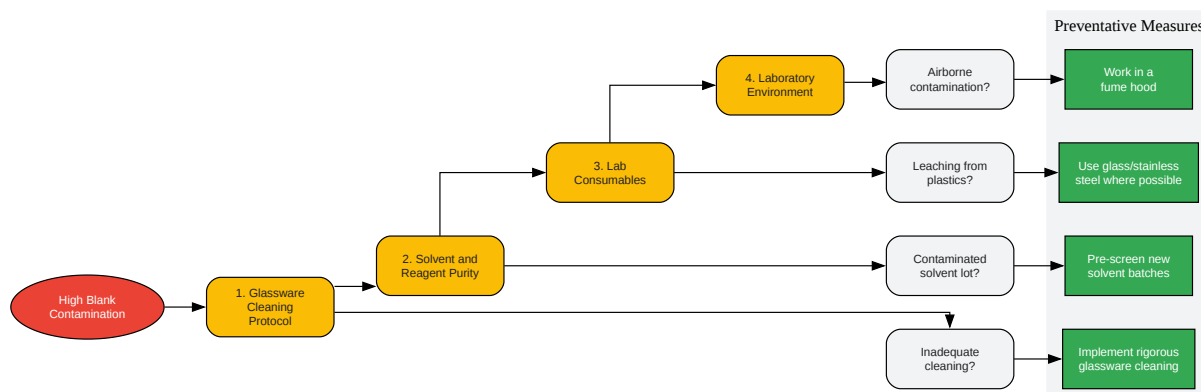 Preventative Measures
4. Laboratory
Environment
Airborne
contamination?
Work in a
fume hood
3. Lab
Consumables
Leaching from
plastics?
Use glass/stainless
steel where possible
2. Solvent and
Reagent Purity
Contaminated
solvent lot?
Pre-screen new
solvent batches
High Blank
Contamination
1. Glassware
Cleaning
Protocol
Inadequate
cleaning?
Implement rigorous
glassware cleaning